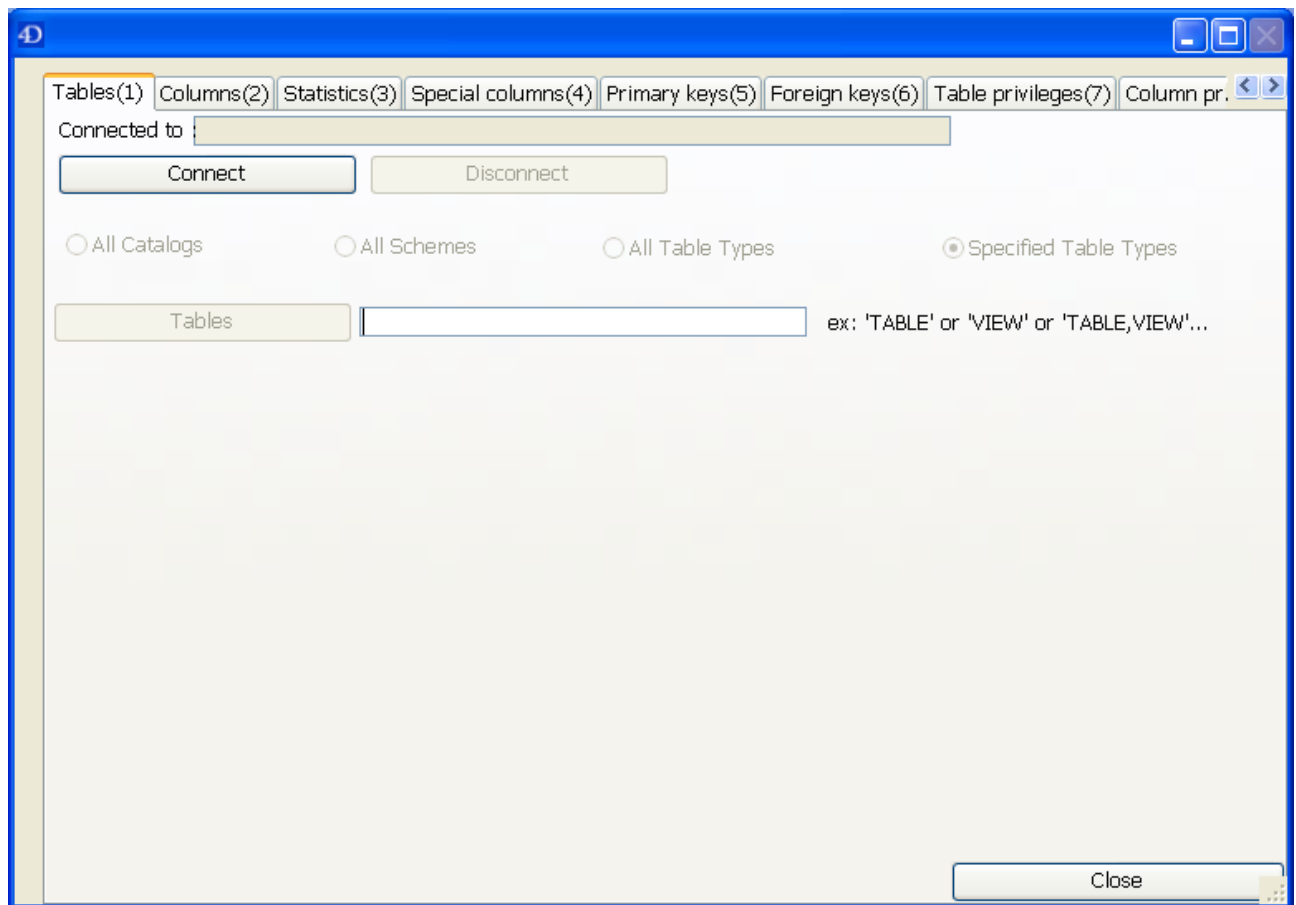 4D
Tables(1) Columns(2) Statistics(3) Special columns(4) Primary keys(5) Foreign keys(6) Table privileges(7) Column pr.
Connected to :
Connect Disconnect
All Catalogs All Schemes All Table Types Specified Table Types
Tables ex: 'TABLE' or 'VIEW' or 'TABLE,VIEW'...
Close